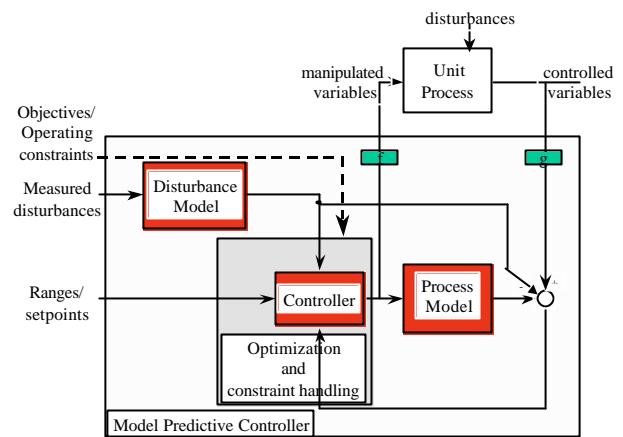 disturbances
manipulated
variables
Unit
Process
controlled
variables
Objectives/
Operating
constraints
f
g
Measured
disturbances
Disturbance
Model
Ranges/
setpoints
Controller
Process
Model
-
+
Optimization
and
constraint handling
Model Predictive Controller